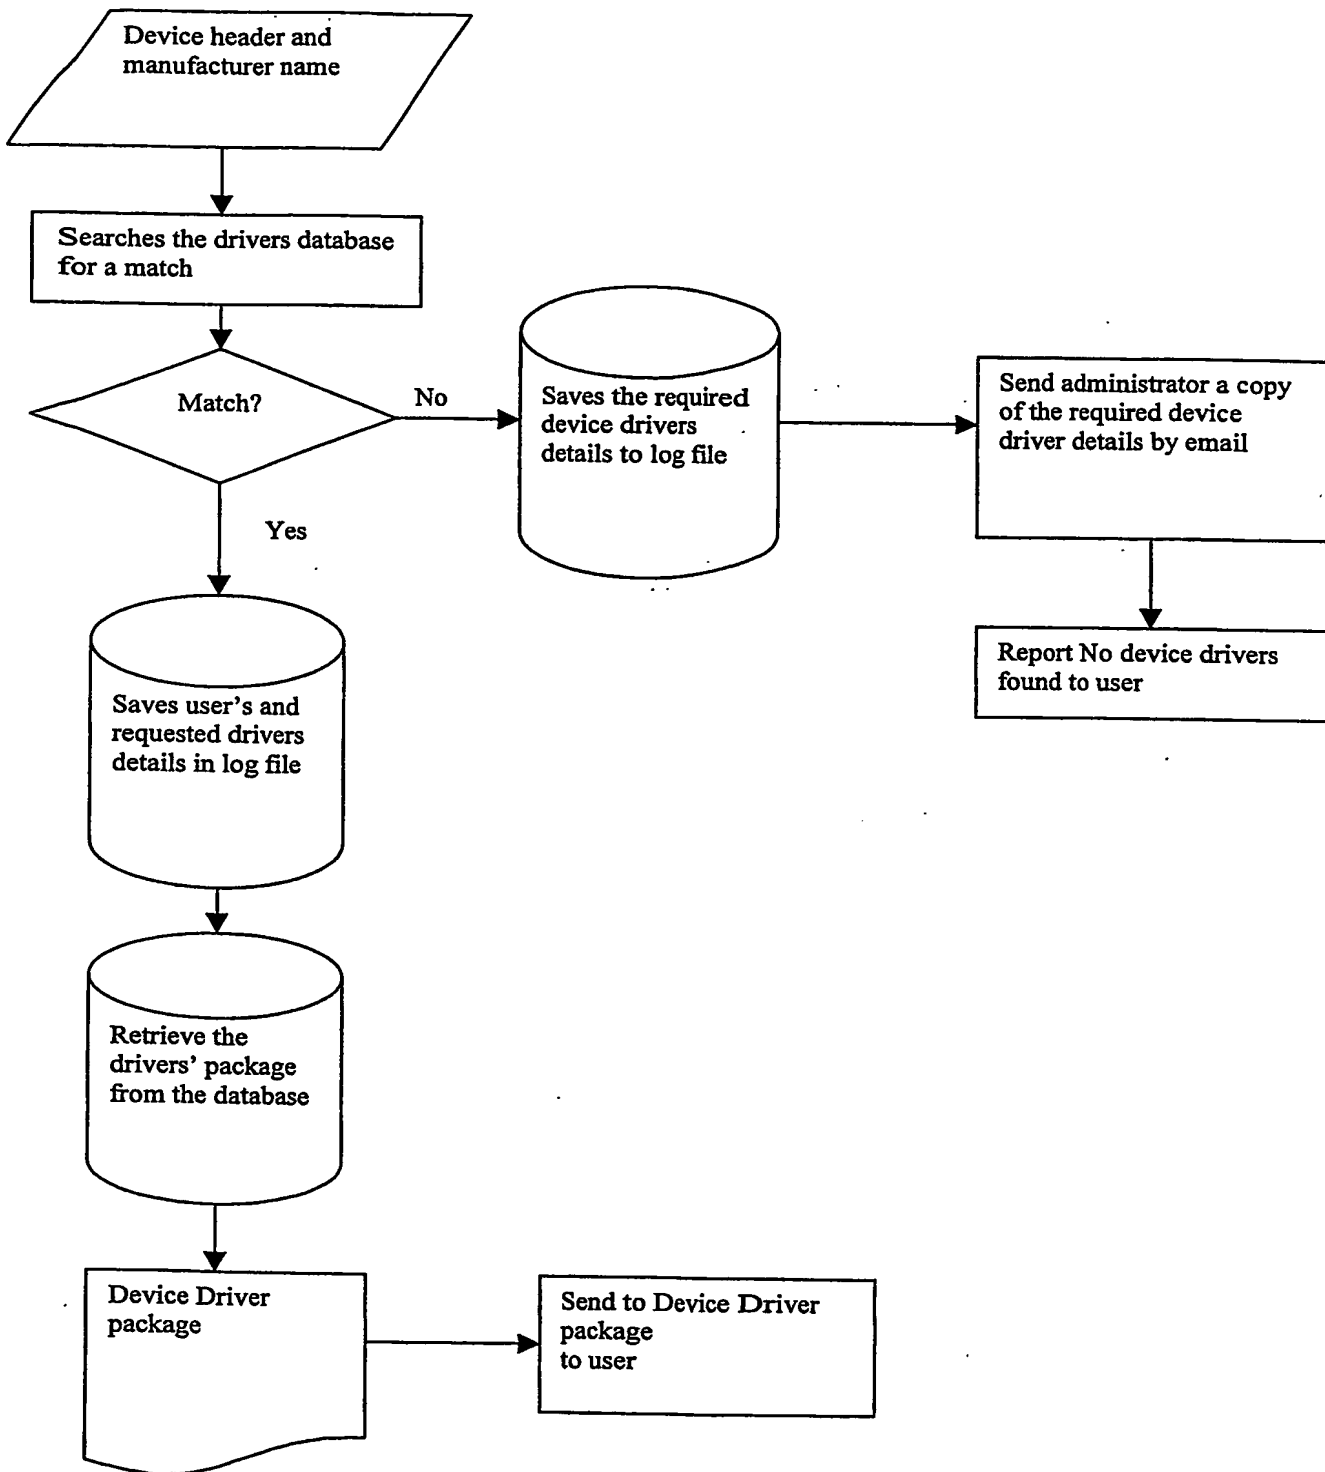 Device header and
manufacturer name
Searches the drivers database
for a match
Match?
No
Saves the required
device drivers
details to log file
Send administrator a copy
of the required device
driver details by email
Yes
Report No device drivers
found to user
Saves user's and
requested drivers
details in log file
Retrieve the
drivers' package
from the database
Device Driver
package
Send to Device Driver
package
to user